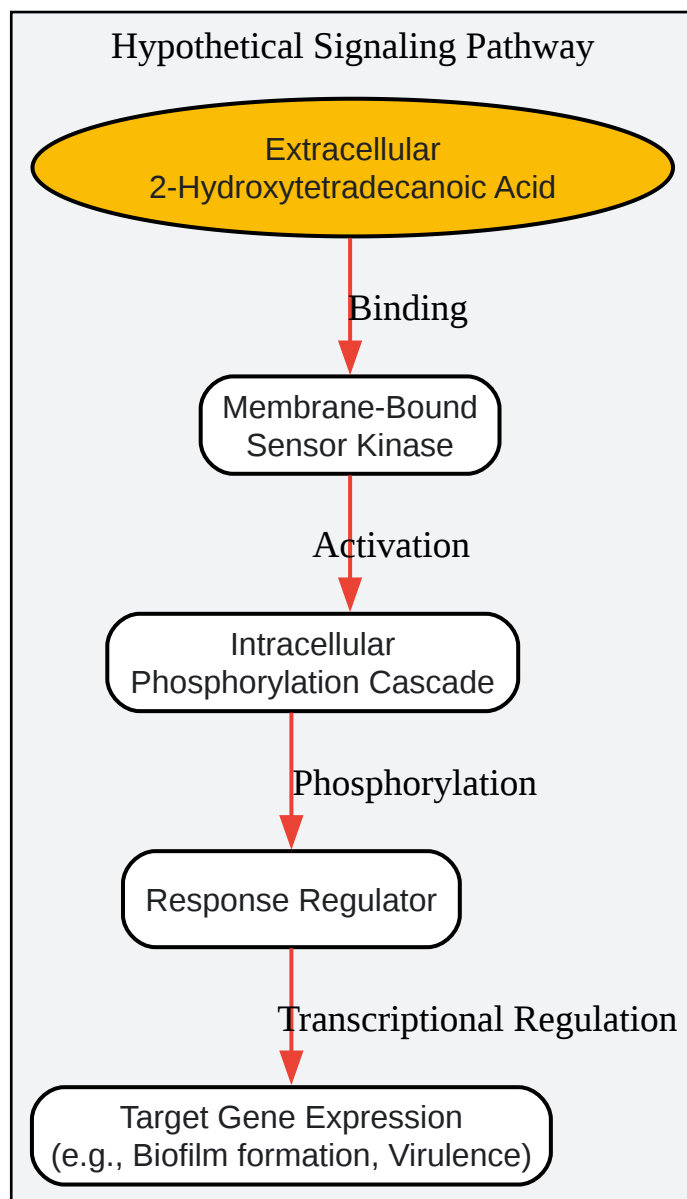 Hypothetical Signaling Pathway
Extracellular
2-Hydroxytetradecanoic Acid
Binding
Membrane-Bound
Sensor Kinase
Activation
Intracellular
Phosphorylation Cascade
Phosphorylation
Response Regulator
Transcriptional Regulation
Target Gene Expression
(e.g., Biofilm formation, Virulence)